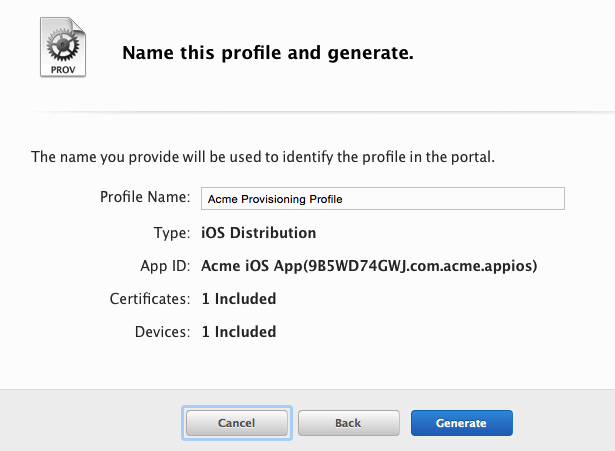 PROV
Name this profile and generate.
The name you provide will be used to identify the profile in the portal.
Profile Name: Acme Provisioning Profile
Type: iOS Distribution
App ID: Acme iOS App(9B5WD74GWJ.com.acme.appios)
Certificates: 1 Included
Devices: 1 Included
Cancel Back Generate